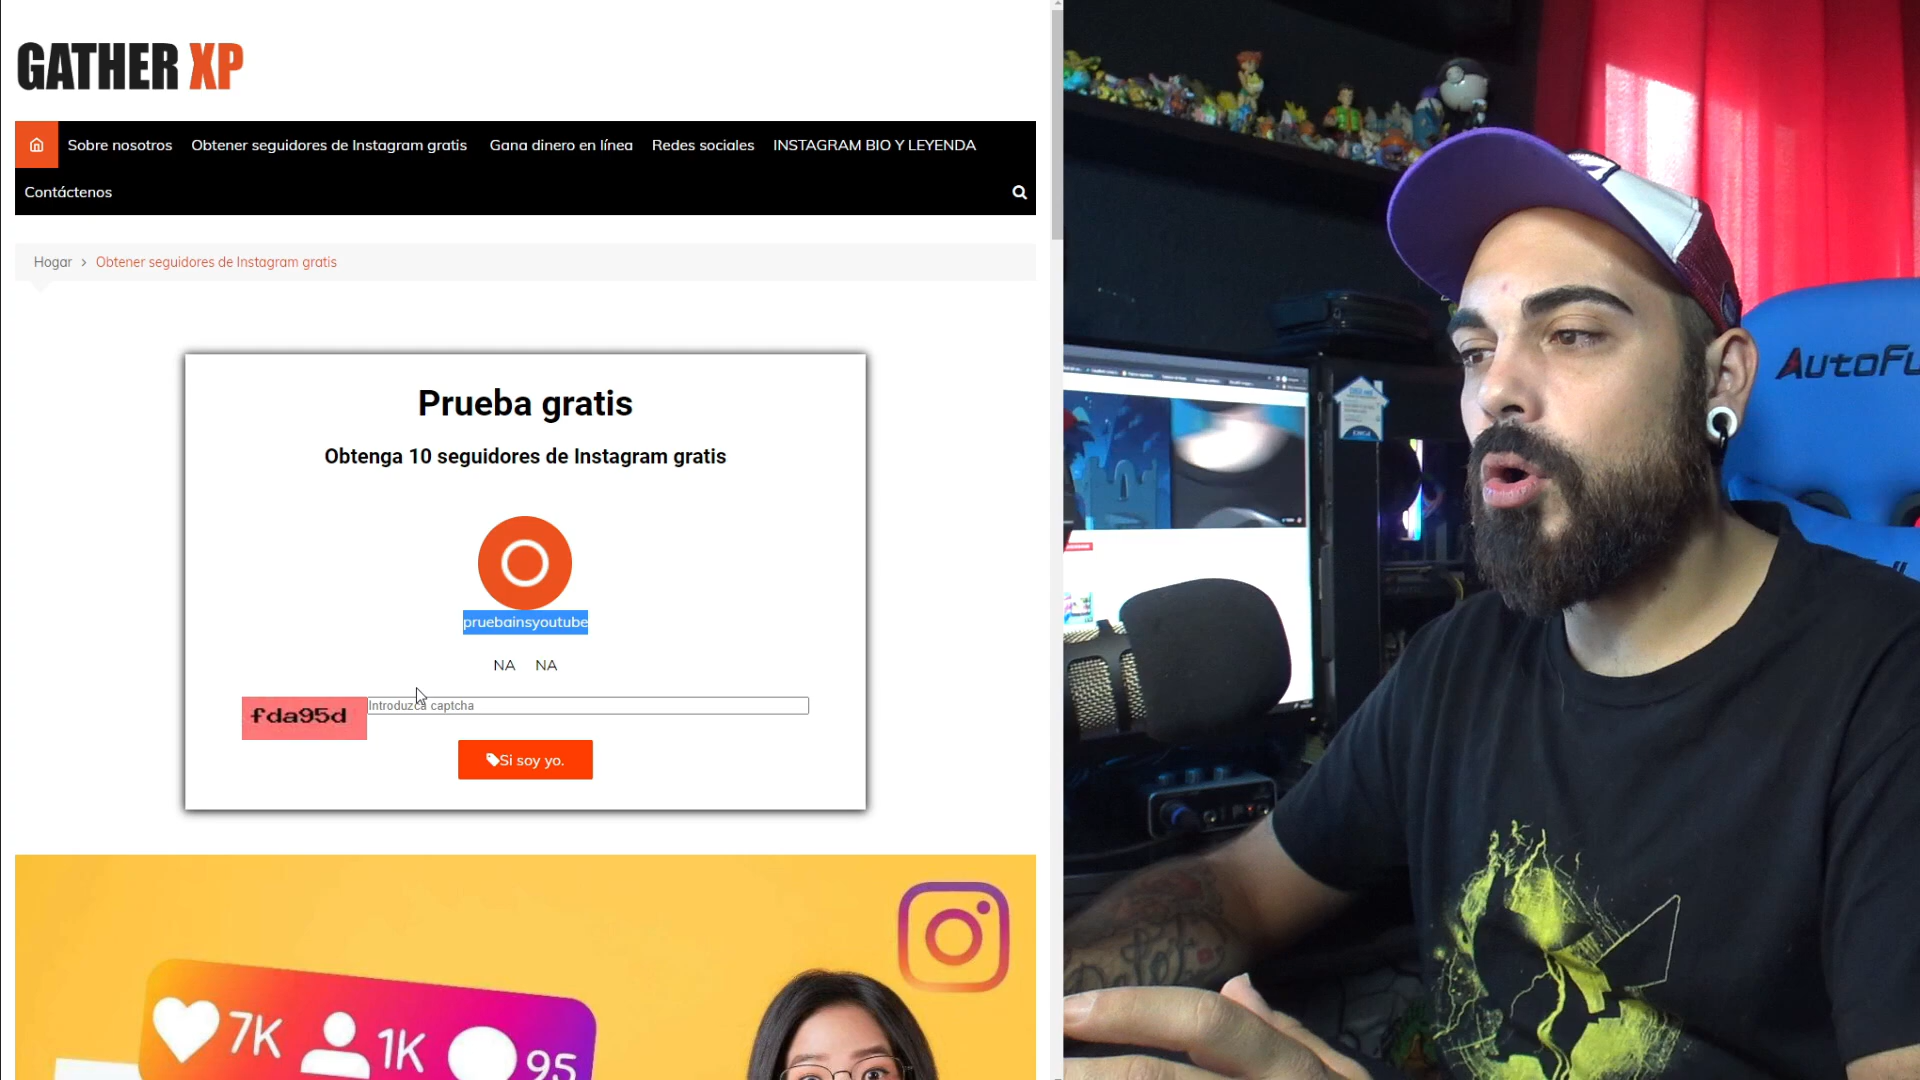 GATHER XP
Sobre nosotros
Obtener seguidores de Instagram gratis
Gana dinero en línea
Redes sociales
INSTAGRAM BIO Y LEYENDA
Contáctenos
Hogar > Obtener seguidores de Instagram gratis
Prueba gratis
Obtenga 10 seguidores de Instagram gratis
pruebainsyoutube
NA NA
fda95d
Introduzca captcha
Si soy yo.
7K 1K 95
AutoFu